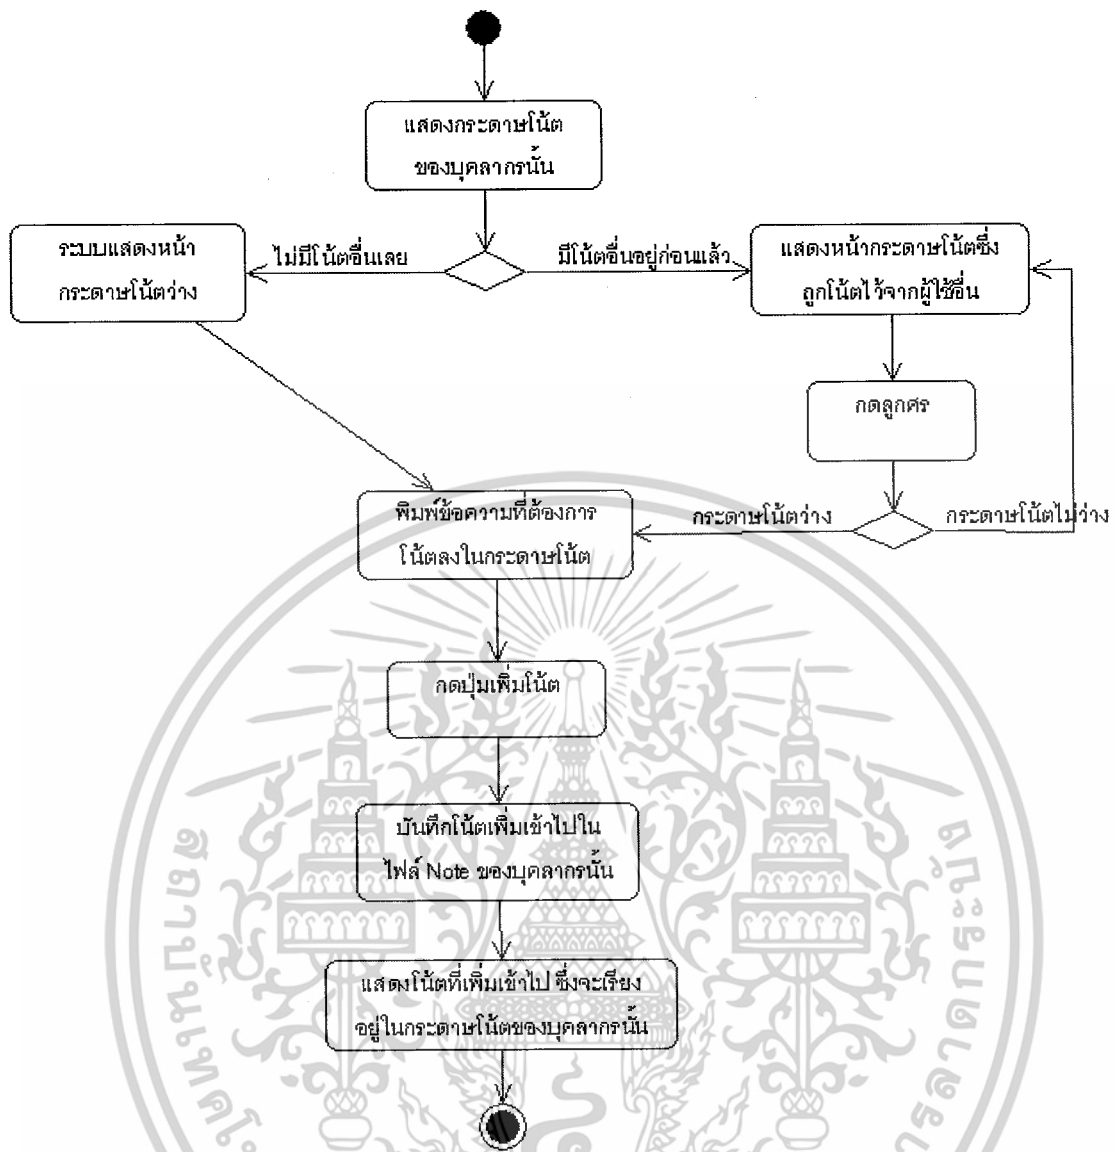 แสดงกระดาษโน้ต
ของบุคลากรนั้น
ระบบแสดงหน้า
กระดาษโน้ตว่าง
ไม่มีโน้ตอื่นเลย
มีโน้ตอื่นอยู่ก่อนแล้ว
แสดงหน้ากระดาษโน้ตซึ่ง
ถูกโน้ตไว้จากผู้ใช้อื่น
กดลูกศร
พิมพ์ข้อความที่ต้องการ
โน้ตลงในกระดาษโน้ต
กระดาษโน้ตว่าง
กระดาษโน้ตไม่ว่าง
กดปุ่มเพิ่มโน้ต
บันทึกโน้ตเพิ่มเข้าไปใน
ไฟล์ Note ของบุคลากรนั้น
แสดงโน้ตที่เพิ่มเข้าไป ซึ่งจะเรียง
อยู่ในกระดาษโน้ตของบุคลากรนั้น